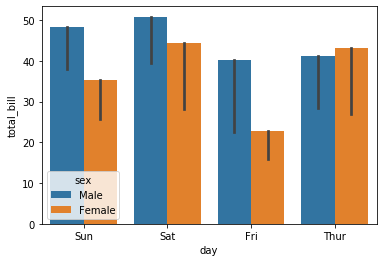 50
40
30
20
10
0
total_bill
sex
Male
Female
Sun Sat Fri Thur
day